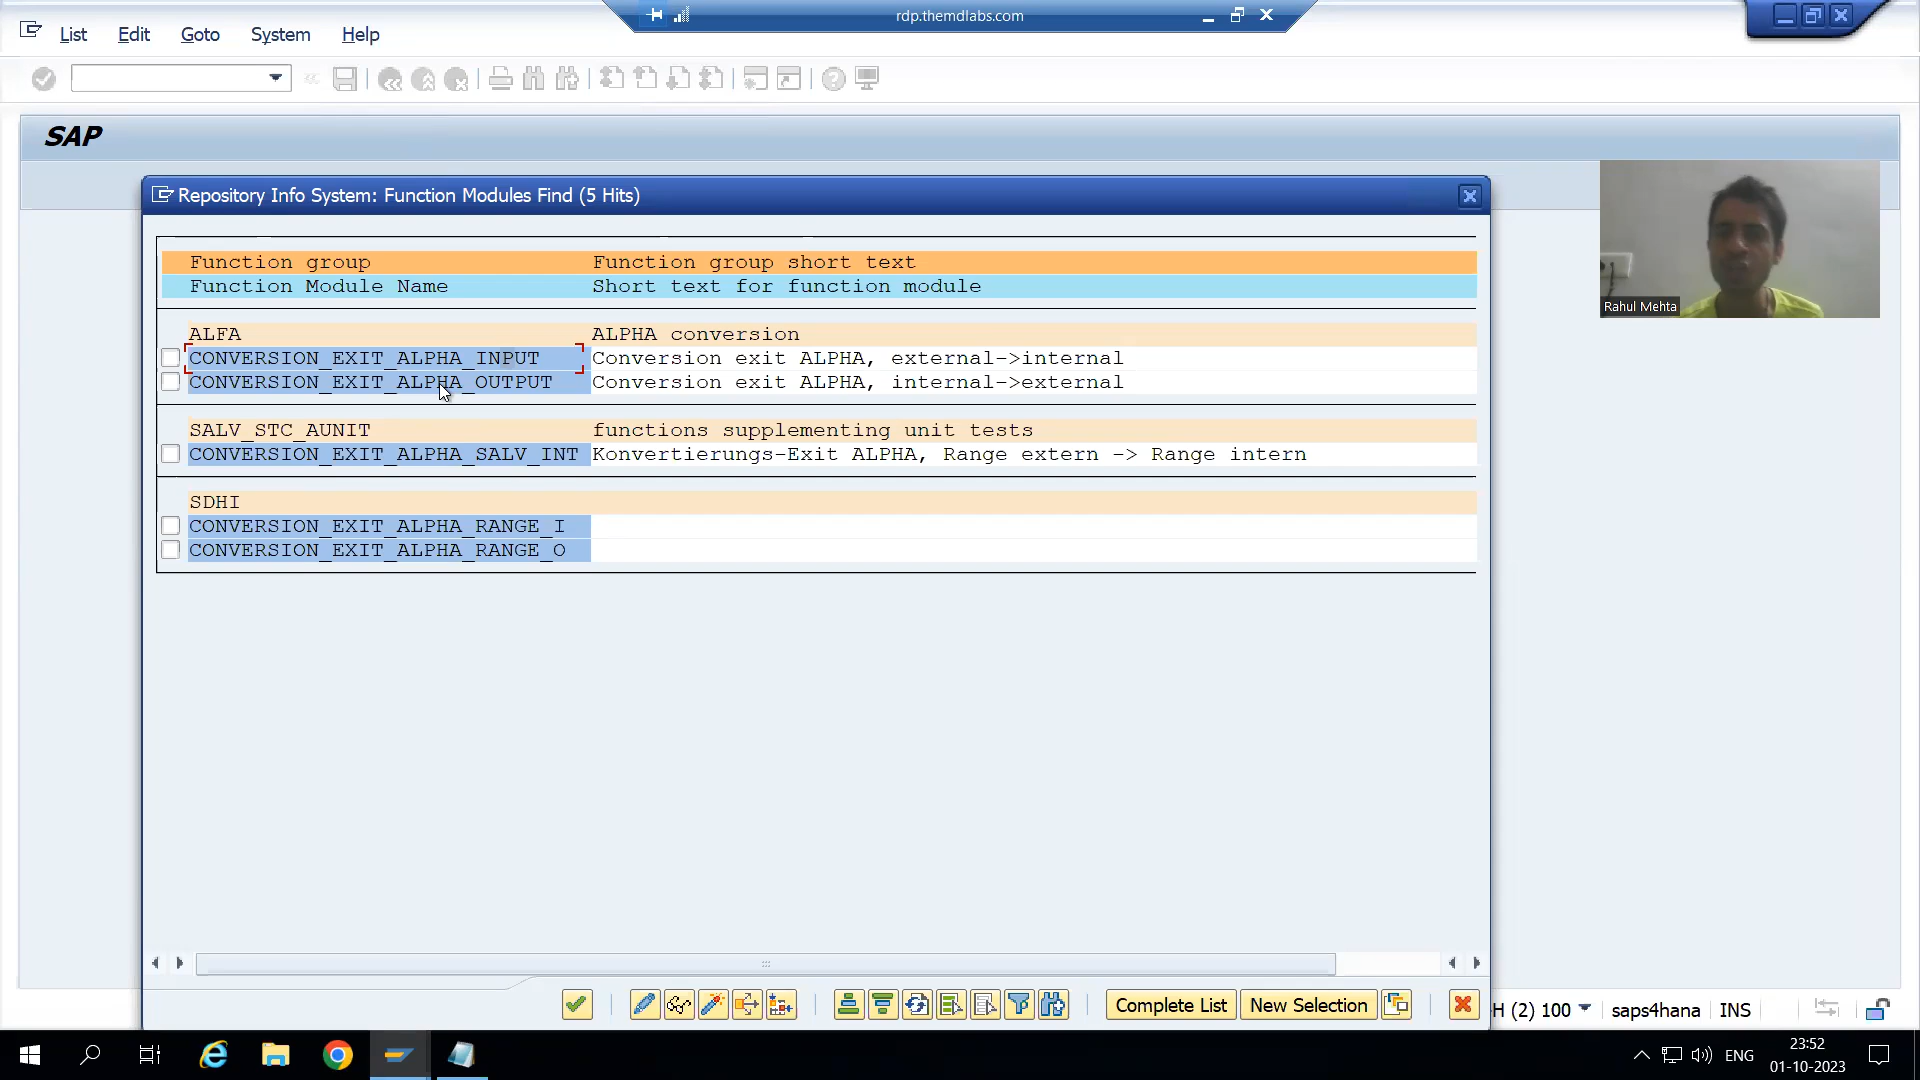 rdp.themdlabs.com
List Edit Goto System Help
SAP
Repository Info System: Function Modules Find (5 Hits)
Function group Function group short text
Function Module Name Short text for function module
ALFA ALPHA conversion
CONVERSION_EXIT_ALPHA_INPUT Conversion exit ALPHA, external->internal
CONVERSION_EXIT_ALPHA_OUTPUT Conversion exit ALPHA, internal->external
SALV_STC_AUNIT functions supplementing unit tests
CONVERSION_EXIT_ALPHA_SALV_INT Konvertierungs-Exit ALPHA, Range extern -> Range intern
SDHI
CONVERSION_EXIT_ALPHA_RANGE_I
CONVERSION_EXIT_ALPHA_RANGE_O
Rahul Mehta
Complete List New Selection
H (2) 100 saps4hana INS
ENG
23:52
01-10-2023